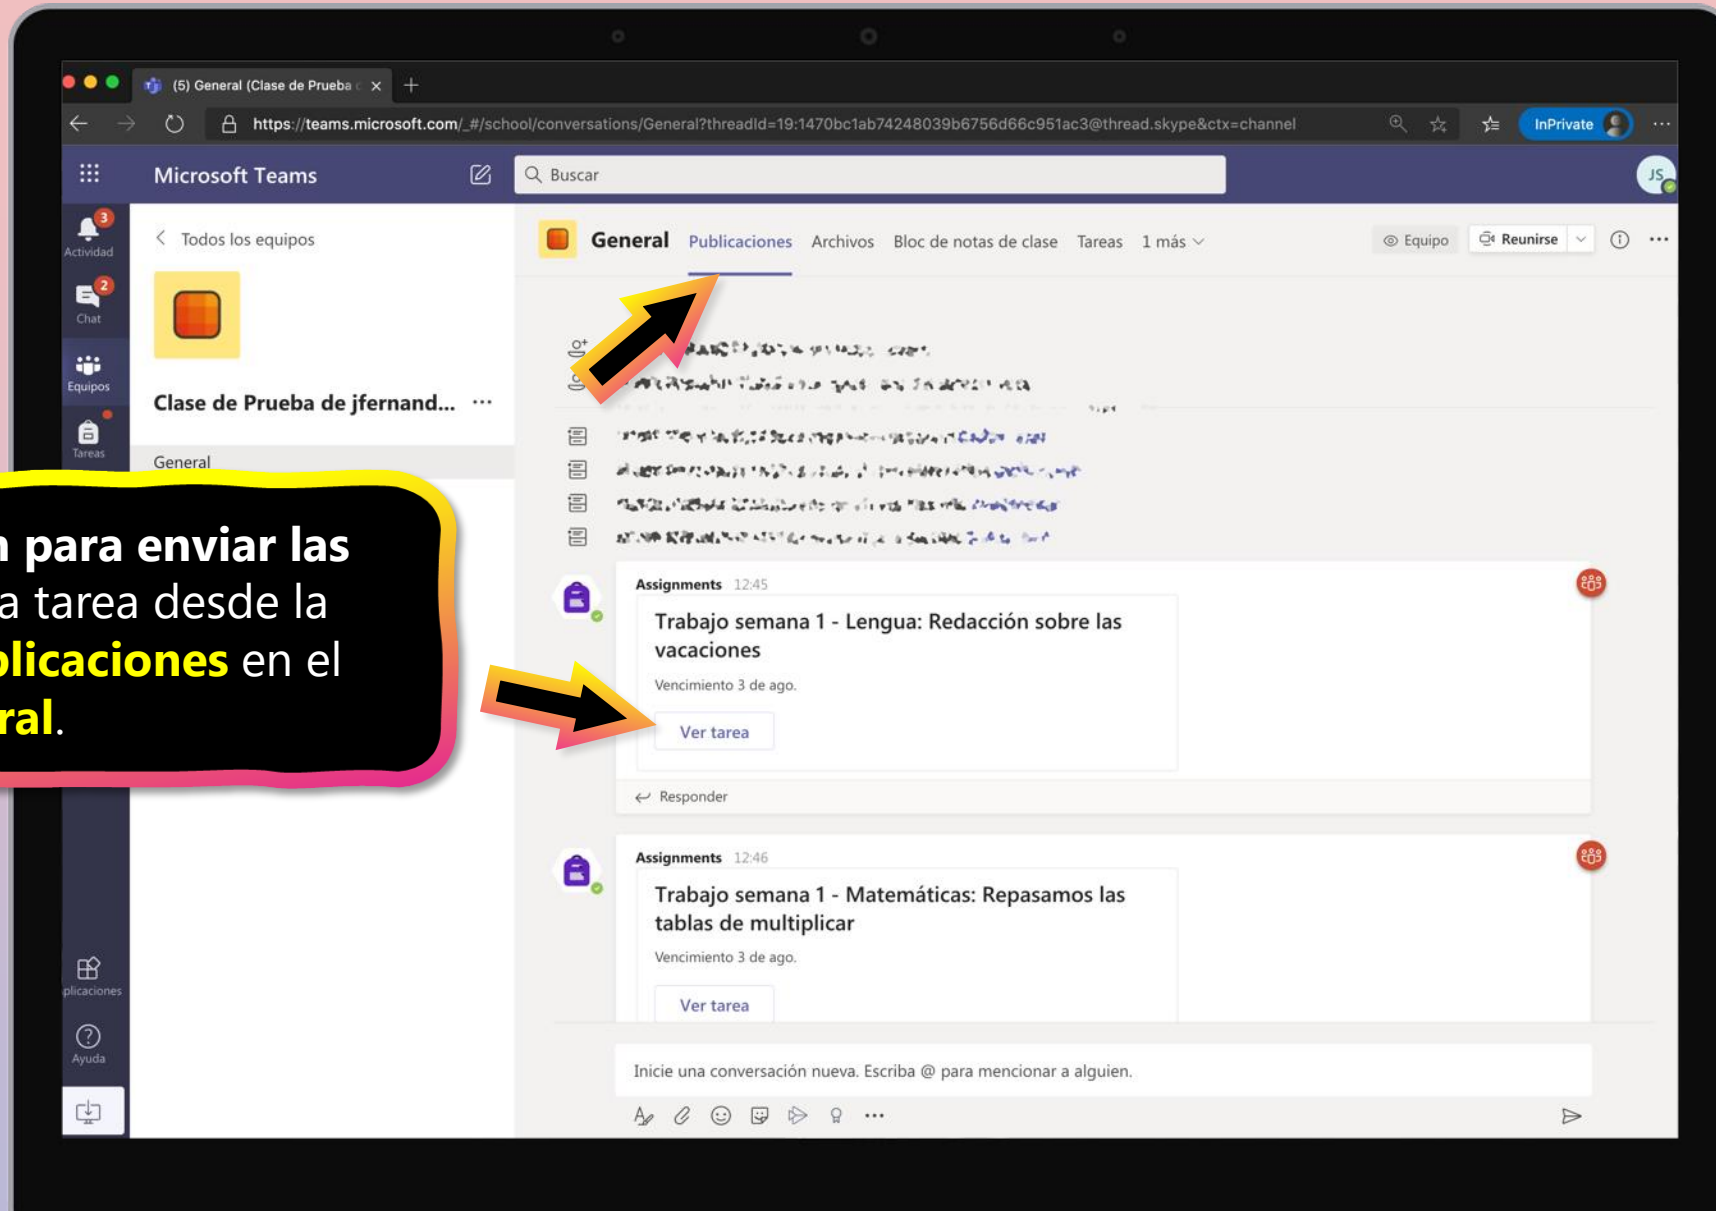 (5) General (Clase de Prueba
https://teams.microsoft.com/_#/school/conversations/General?threadId=19:1470bc1ab74248039b6756d66c951ac3@thread.skype&ctx=channel
InPrivate
Microsoft Teams
Buscar
JS
3
Actividad
Todos los equipos
General Publicaciones Archivos Bloc de notas de clase Tareas 1 más
Equipo
Reunirse
2
Chat
Equipos
Clase de Prueba de jfernand... ...
Tareas
General
para enviar las
a tarea desde la
en el
Assignments 12:45
Trabajo semana 1 - Lengua: Redacción sobre las
vacaciones
Vencimiento 3 de ago.
Ver tarea
Responder
Assignments 12:46
Trabajo semana 1 - Matemáticas: Repasamos las
tablas de multiplicar
Vencimiento 3 de ago.
Ver tarea
plicaciones
Ayuda
Inicie una conversación nueva. Escriba @ para mencionar a alguien.